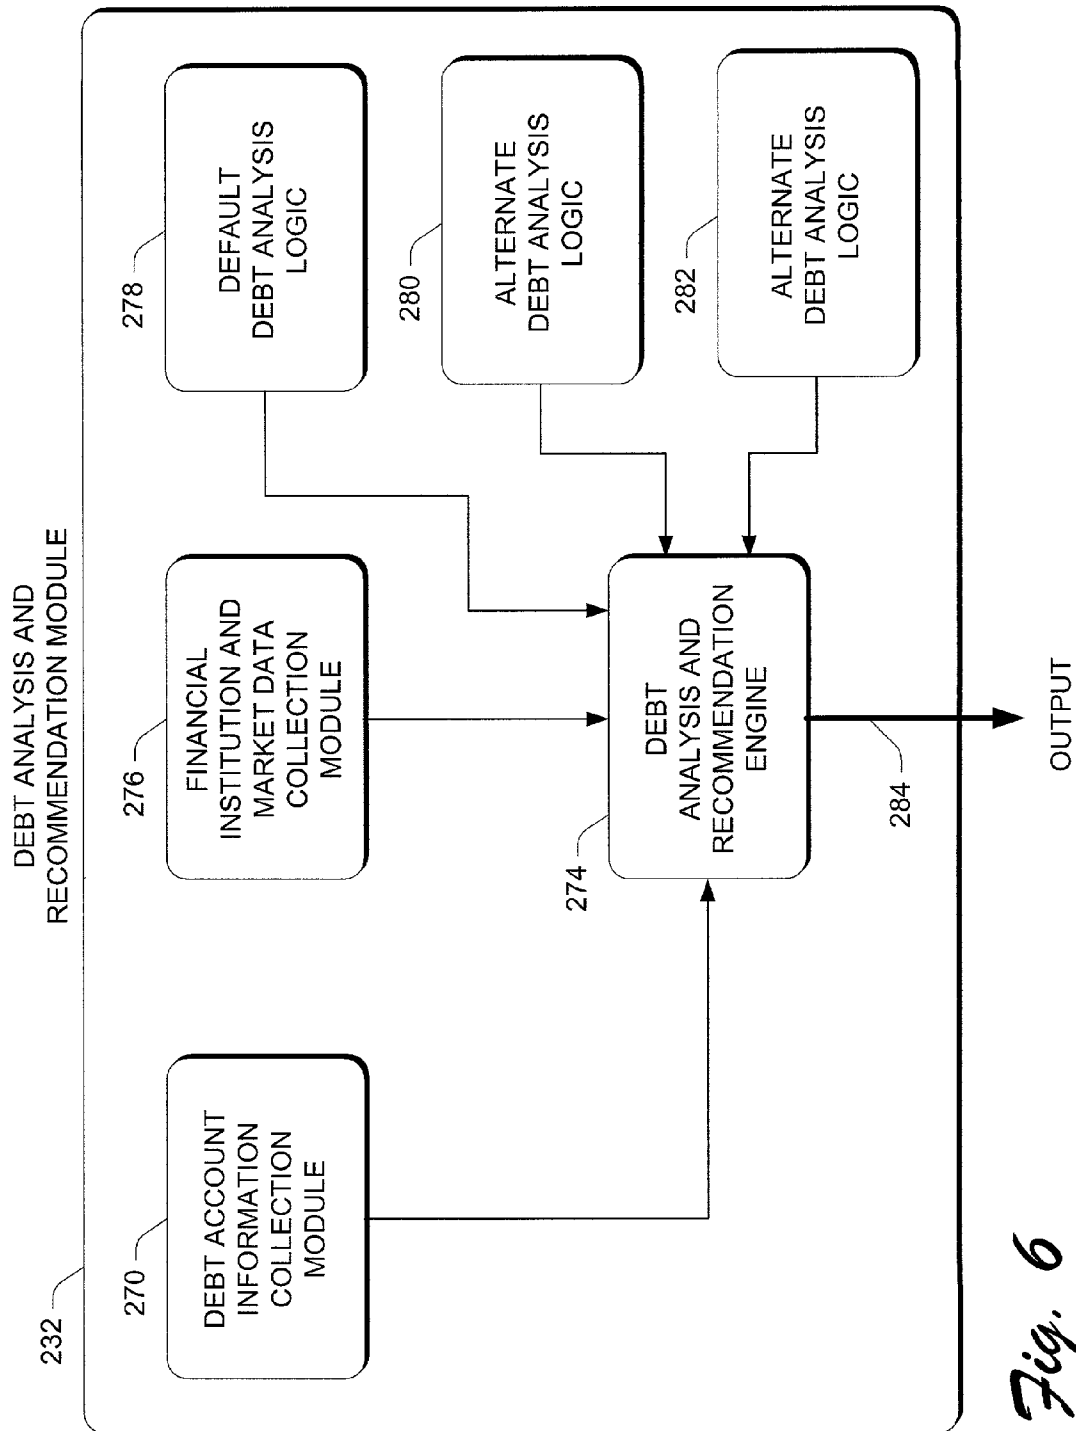 DEBT ANALYSIS AND
RECOMMENDATION MODULE
232
270
DEBT ACCOUNT
INFORMATION
COLLECTION
MODULE
276
FINANCIAL
INSTITUTION AND
MARKET DATA
COLLECTION
MODULE
278
DEFAULT
DEBT ANALYSIS
LOGIC
280
ALTERNATE
DEBT ANALYSIS
LOGIC
282
ALTERNATE
DEBT ANALYSIS
LOGIC
274
DEBT
ANALYSIS AND
RECOMMENDATION
ENGINE
284
OUTPUT
Fig. 6